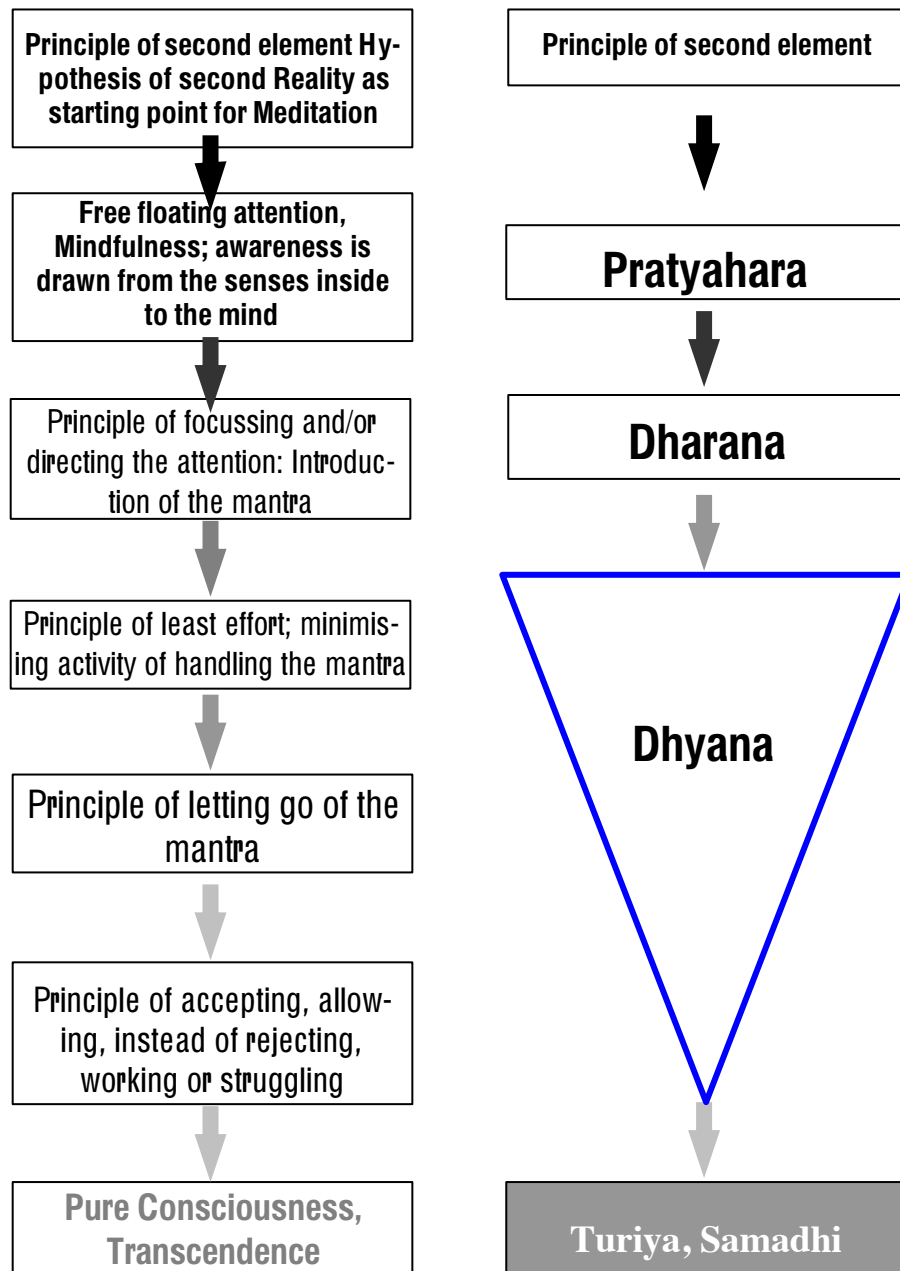 Principle of second element Hy-
pothesis of second Reality as
starting point for Meditation
Free floating attention,
Mindfulness; awareness is
drawn from the senses inside
to the mind
Principle of focussing and/or
directing the attention: Introduc-
tion of the mantra
Principle of least effort; minimis-
ing activity of handling the mantra
Principle of letting go of the
mantra
Principle of accepting, allow-
ing, instead of rejecting,
working or struggling
Pure Consciousness,
Transcendence
Principle of second element
Pratyahara
Dharana
Dhyana
Turiya, Samadhi